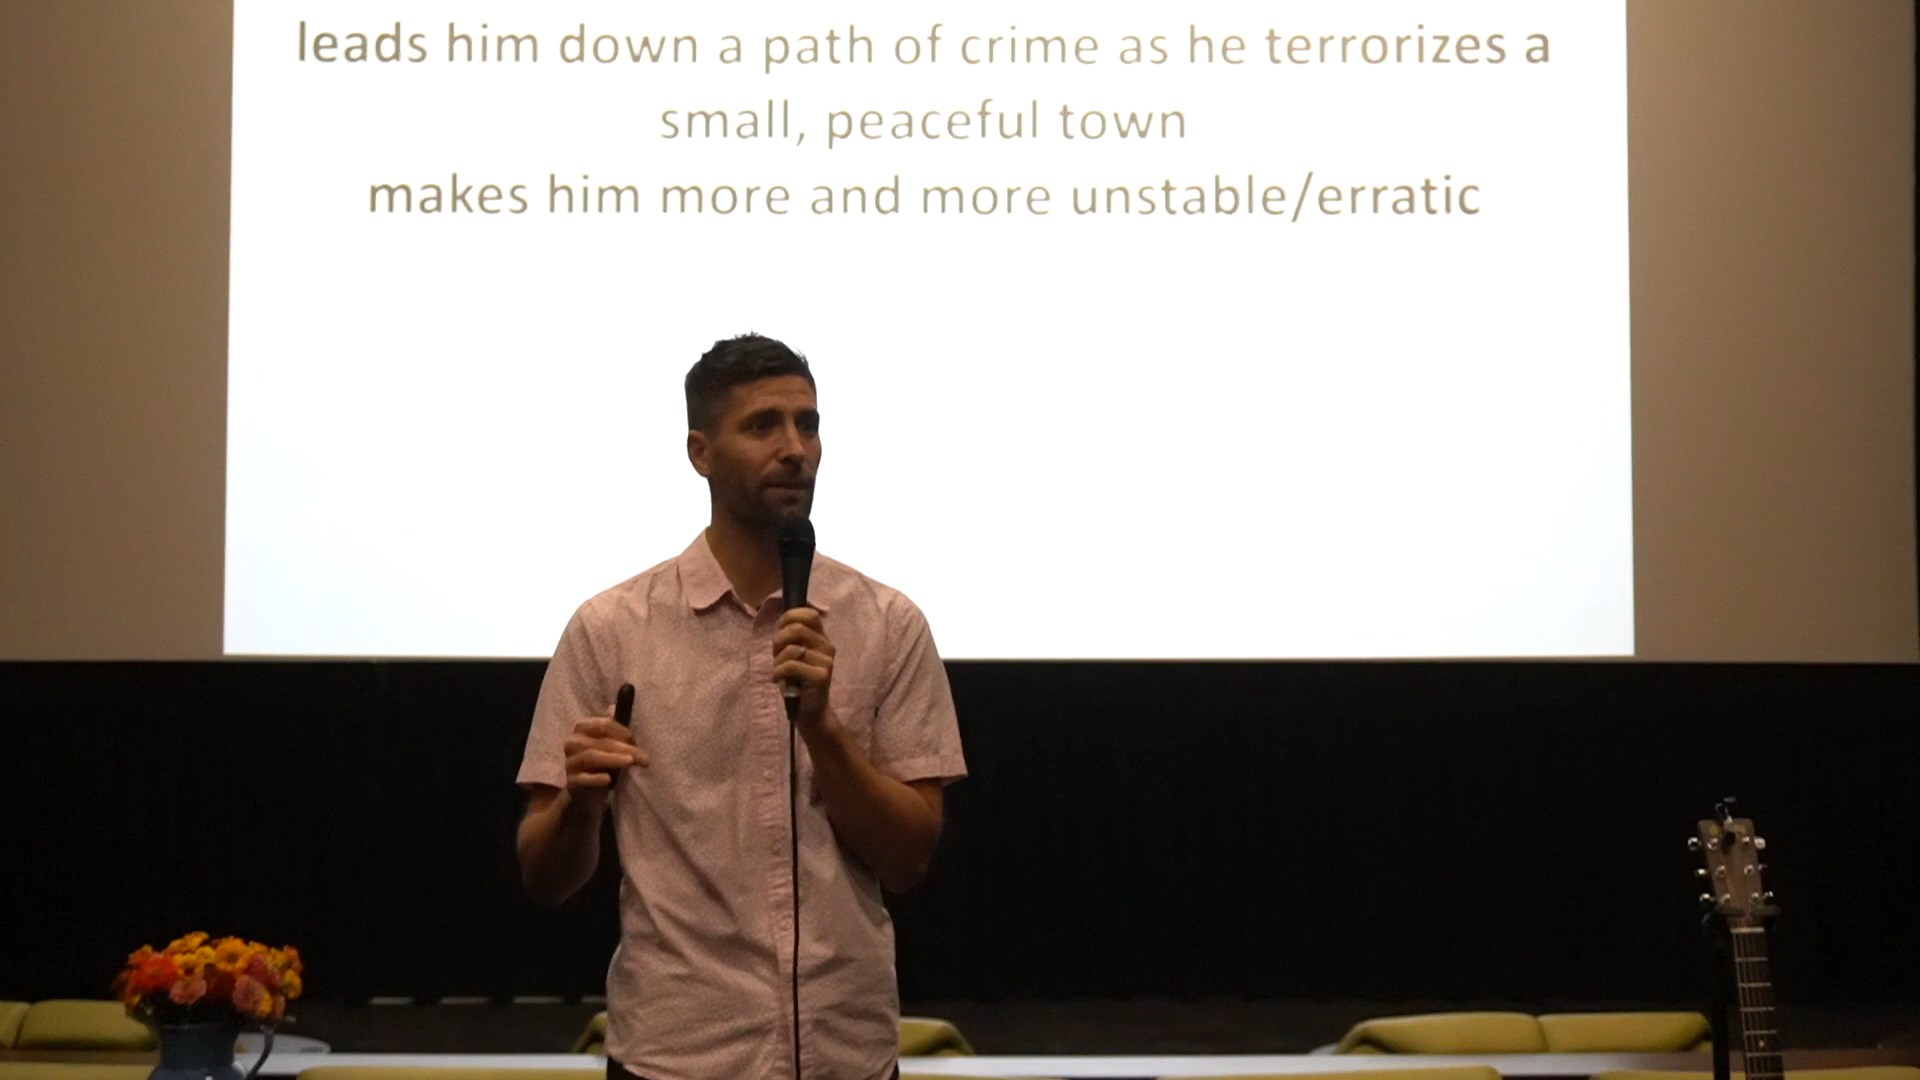 leads him down a path of crime as he terrorizes a
small, peaceful town
makes him more and more unstable/erratic